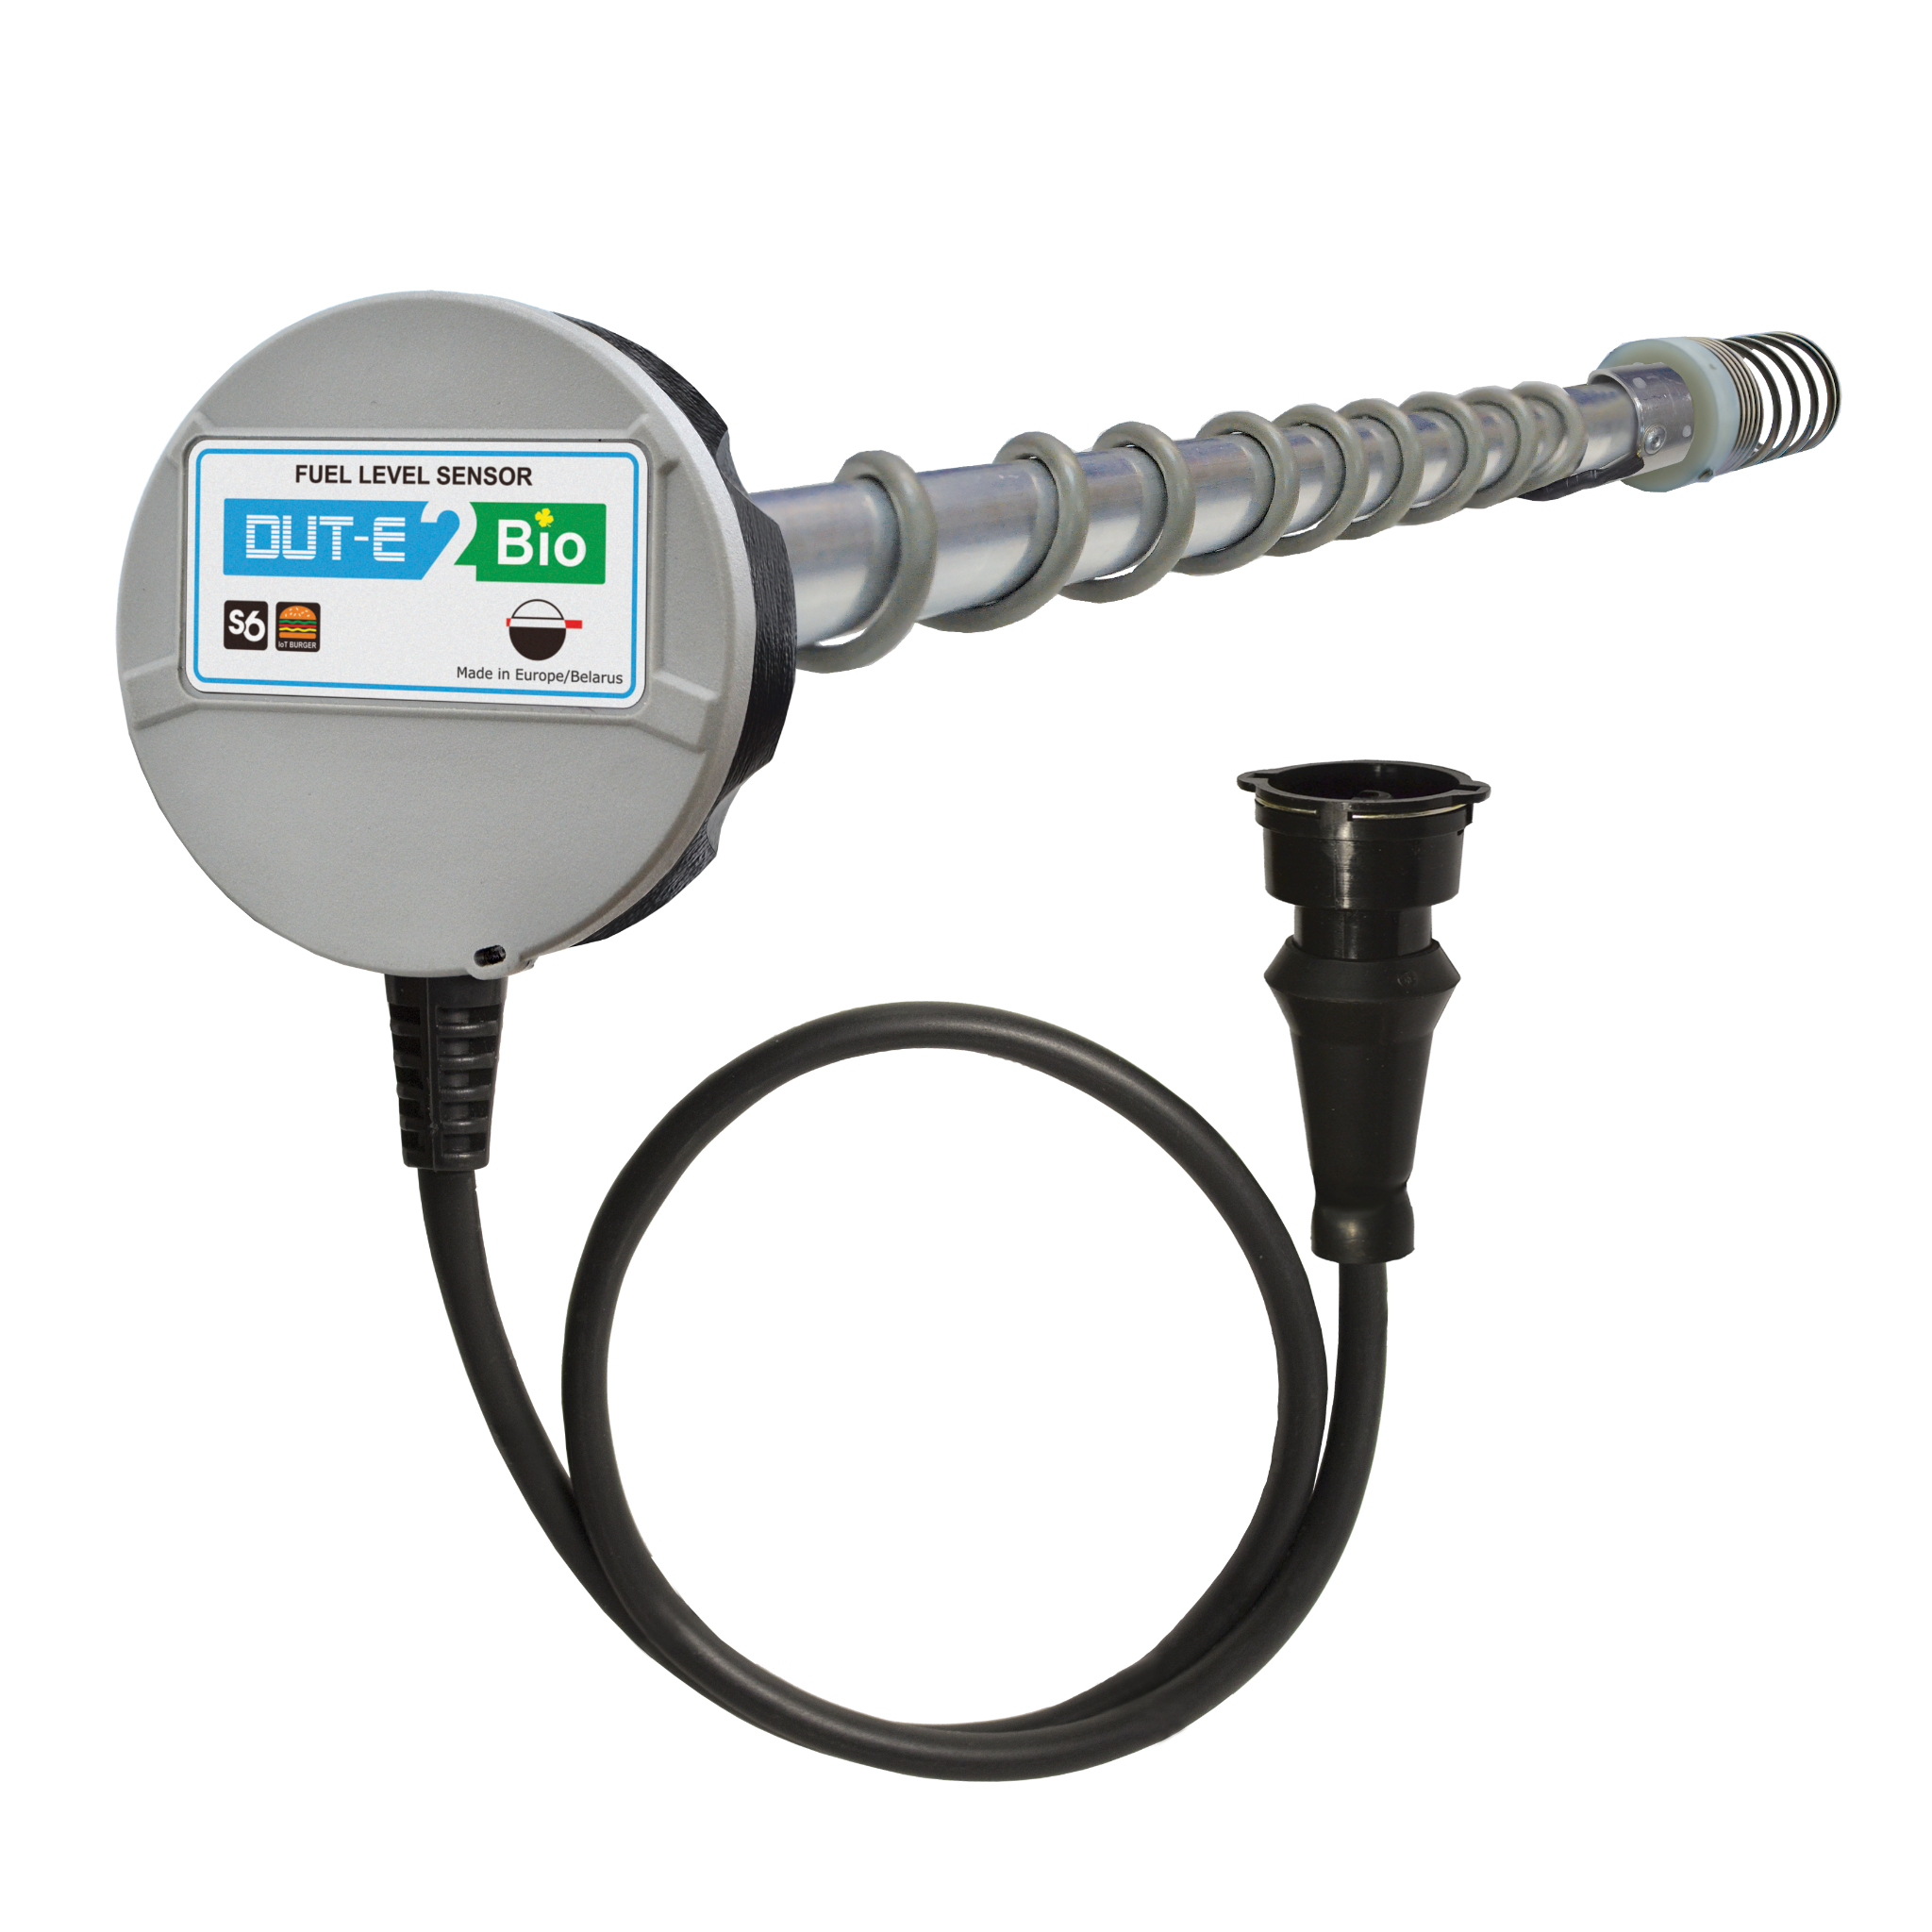 FUEL LEVEL SENSOR
DUT-E 2 Bio
S6
IoT BURGER
Made in Europe/Belarus